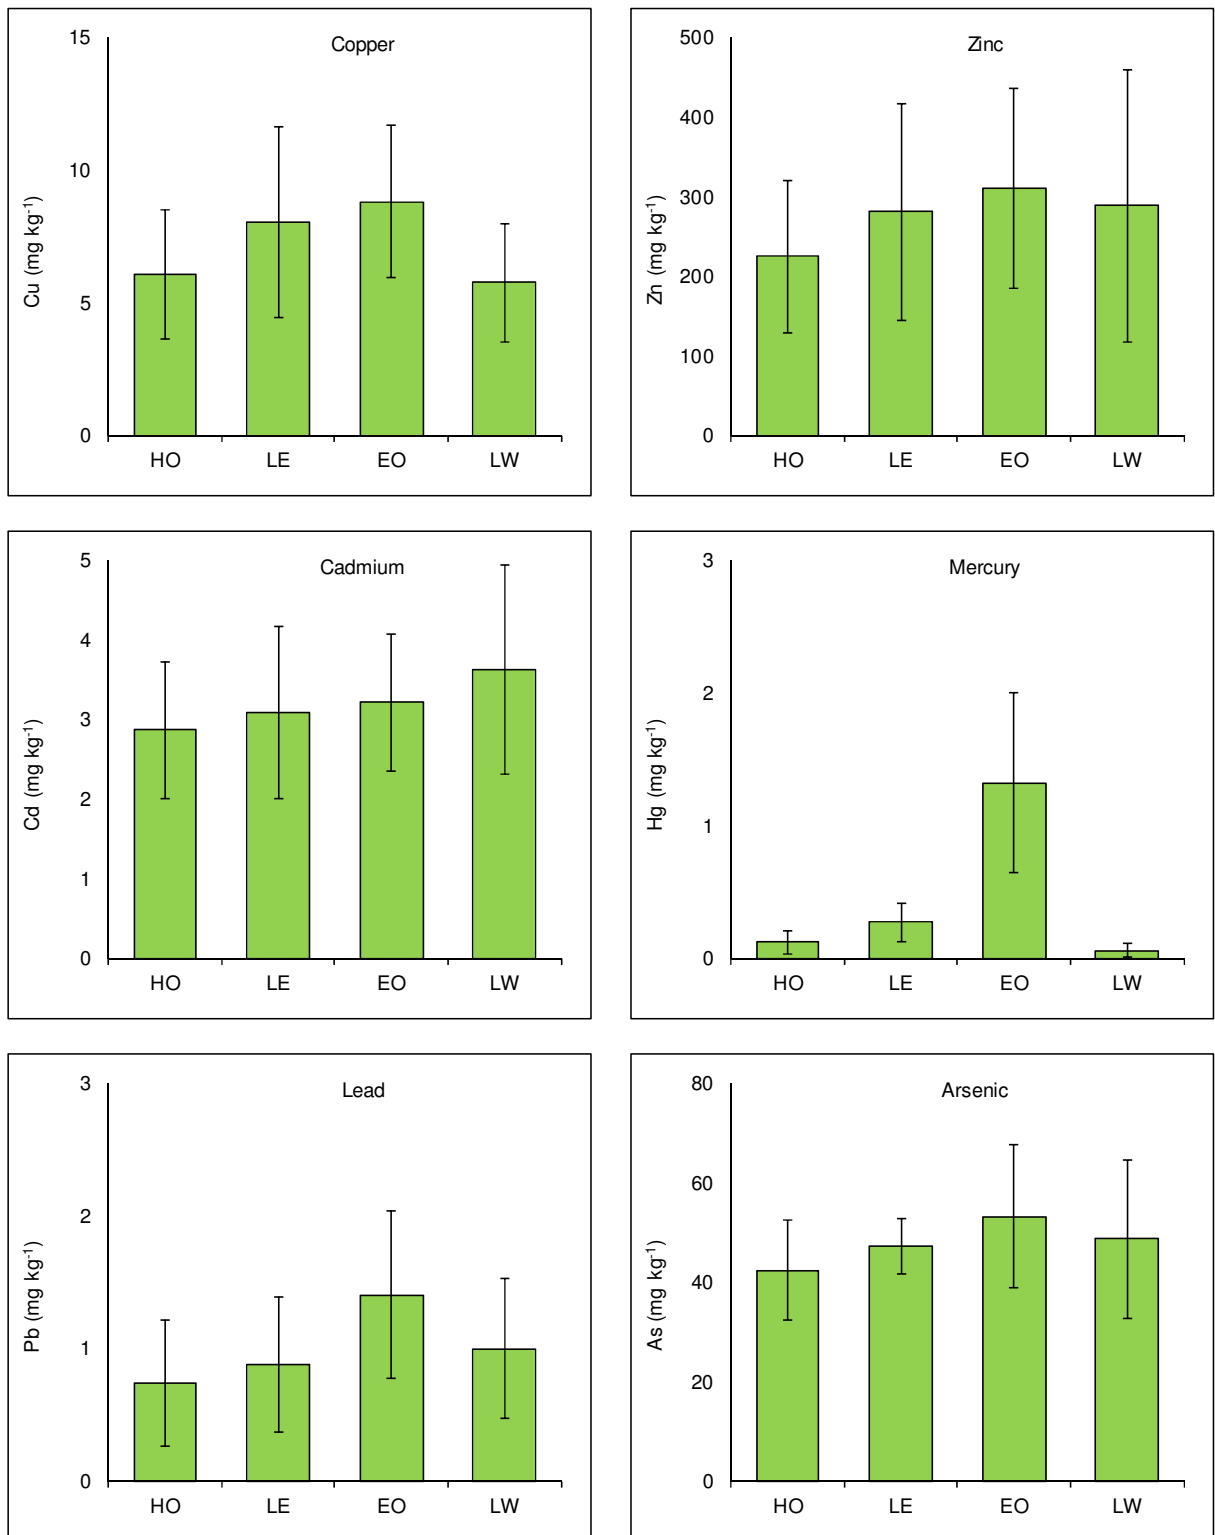 Copper
15
10
5
0
Cu (mg kg-1)
HO LE EO LW
Zinc
500
400
300
200
100
0
Zn (mg kg-1)
HO LE EO LW
Cadmium
5
4
3
2
1
0
Cd (mg kg-1)
HO LE EO LW
Mercury
3
2
1
0
Hg (mg kg-1)
HO LE EO LW
Lead
3
2
1
0
Pb (mg kg-1)
HO LE EO LW
Arsenic
80
60
40
20
0
As (mg kg-1)
HO LE EO LW